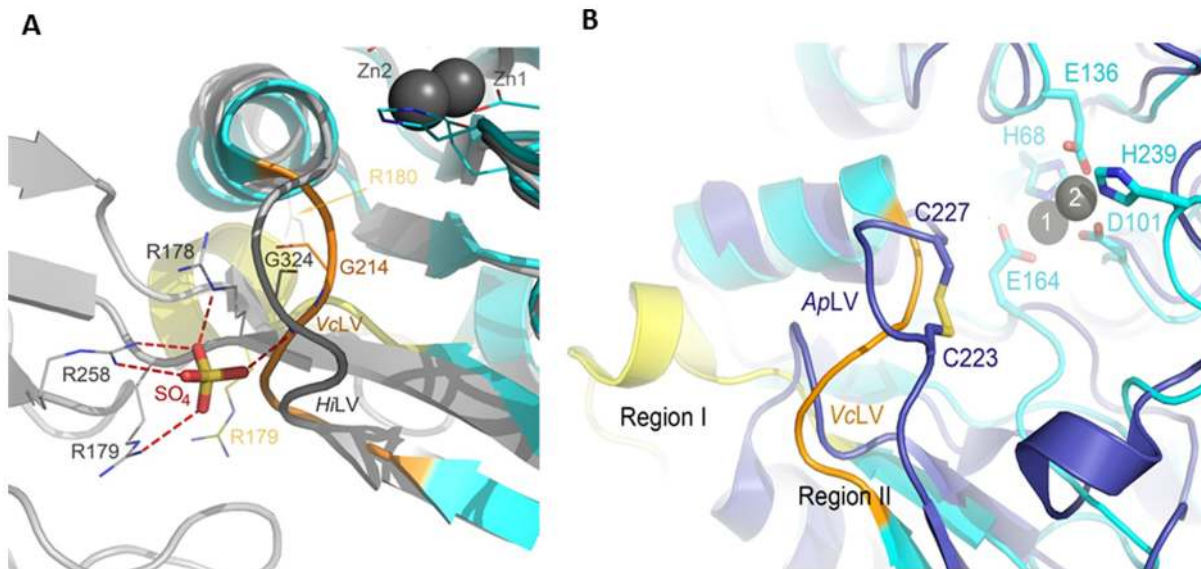 A
Zn2
Zn1
R180
R178
G324
G214
VcLV
R258
SO4
HiLV
R179
R179
B
E136
H68
H239
C227
2
1
D101
ApLV
E164
C223
VcLV
Region I
Region II